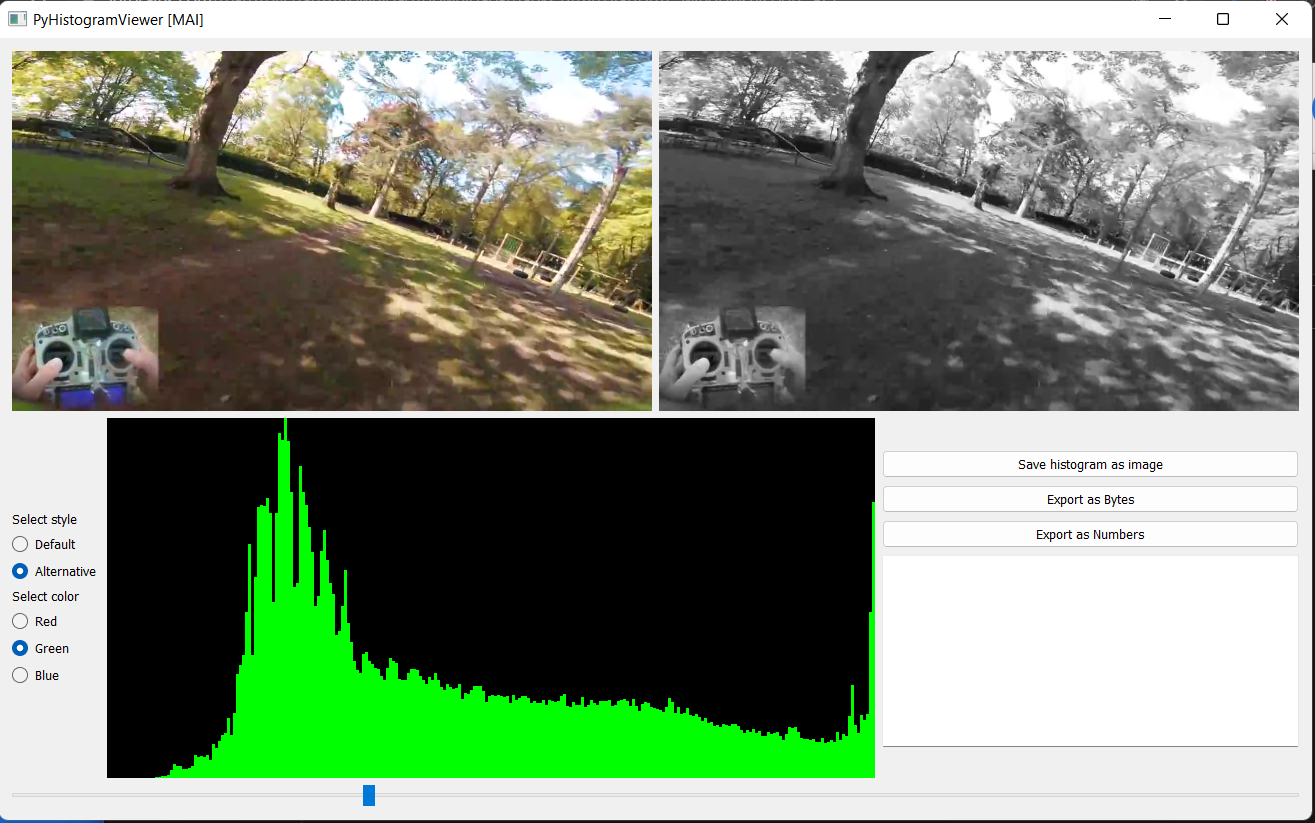 PyHistogramViewer [MAI]
Select style
Default
Alternative
Select color
Red
Green
Blue
Save histogram as image
Export as Bytes
Export as Numbers